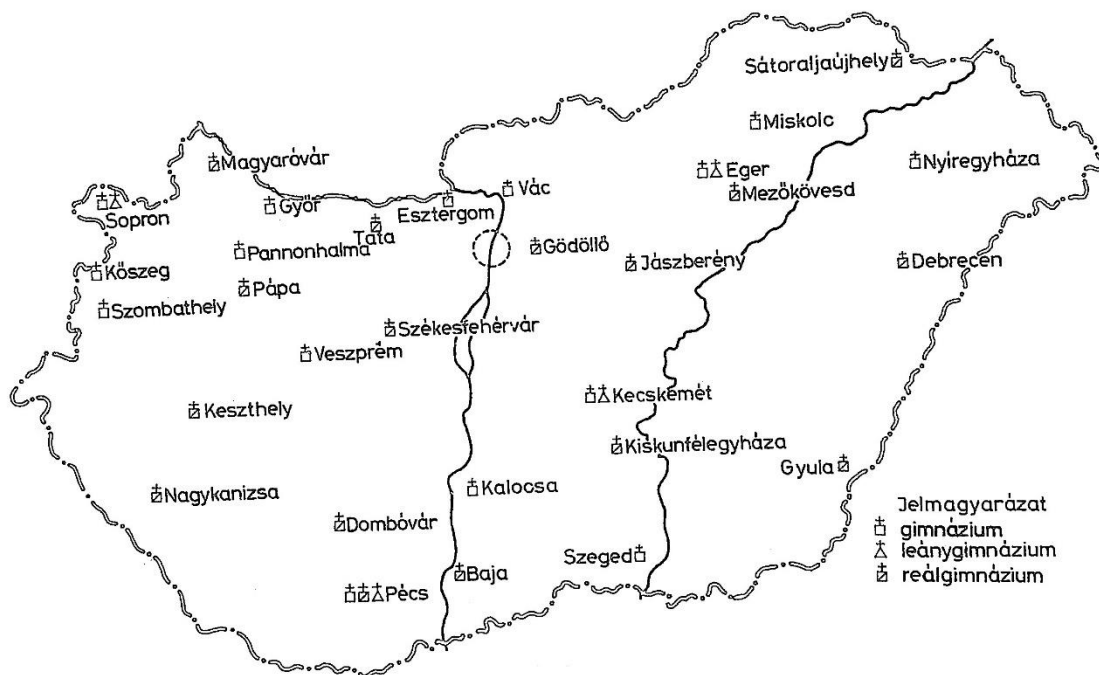 Sátoraljaújhely
Miskolc
Magyaróvár
Eger
Nyíregyháza
Mezőkövesd
Vác
Győr
Esztergom
Sopron
Tata
Pannonhalma
Gödöllő
Jászberény
Debrecen
Kőszeg
Pápa
Szombathely
Székesfehérvár
Veszprém
Kecskemét
Keszthely
Kiskunfélegyháza
Gyula
Nagykanizsa
Kalocsa
Jelmagyarázat
gimnázium
Dombóvár
leánygimnázium
Szeged
Baja
reálgimnázium
Pécs